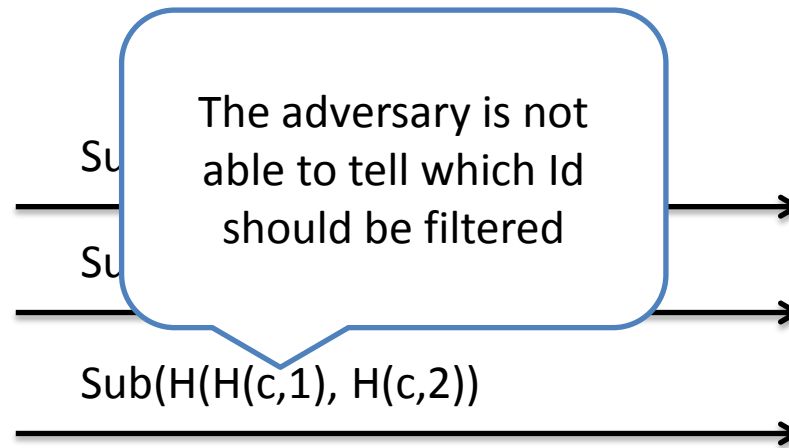 The adversary is not
able to tell which Id
should be filtered
Sub(H(H(c,1), H(c,2))